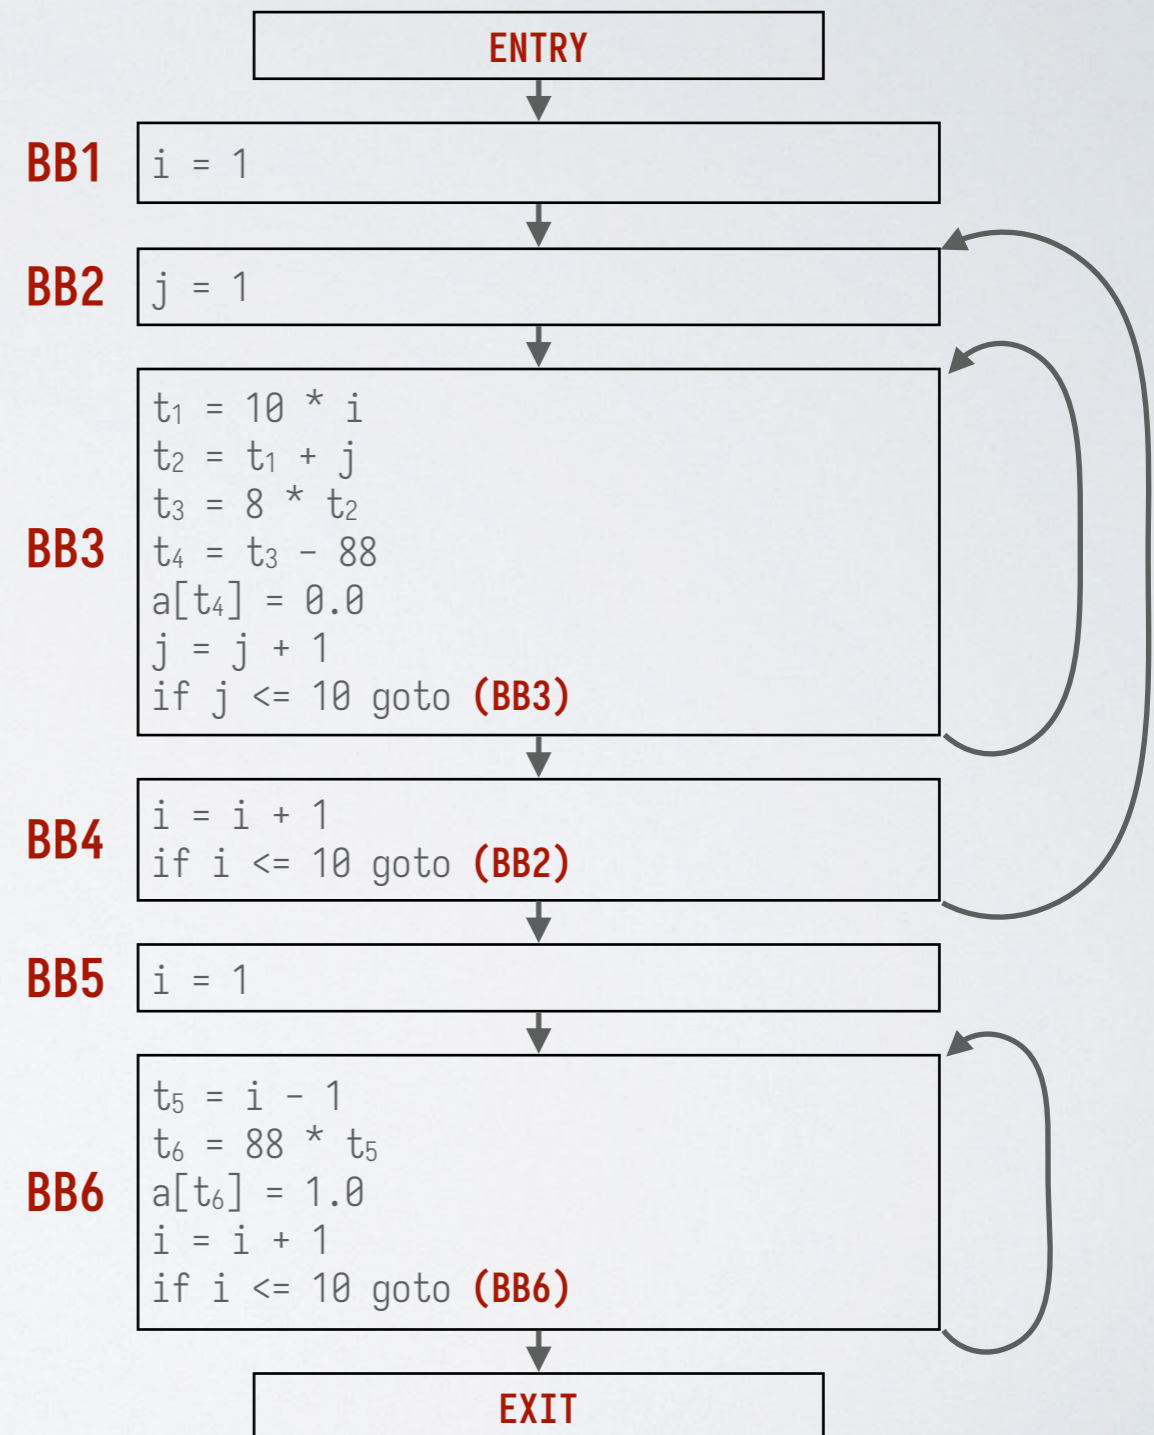 ENTRY
BB1
i = 1
BB2
j = 1
BB3
t₁ = 10 * i
t₂ = t₁ + j
t₃ = 8 * t₂
t₄ = t₃ - 88
a[t₄] = 0.0
j = j + 1
if j <= 10 goto (BB3)
BB4
i = i + 1
if i <= 10 goto (BB2)
BB5
i = 1
BB6
t₅ = i - 1
t₆ = 88 * t₅
a[t₆] = 1.0
i = i + 1
if i <= 10 goto (BB6)
EXIT